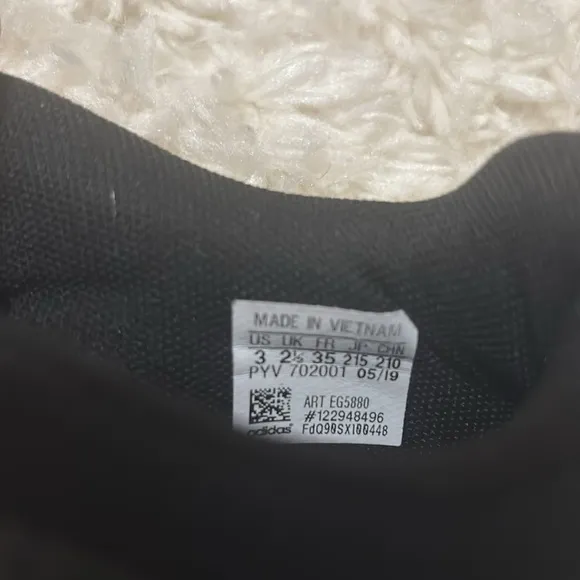 MADE IN VIETNAM
US UK FR JP CHN
3 2½ 35 215 210
PYV 702001 05/19
ART EG5880
#122948496
adidas FdQ90SX100448